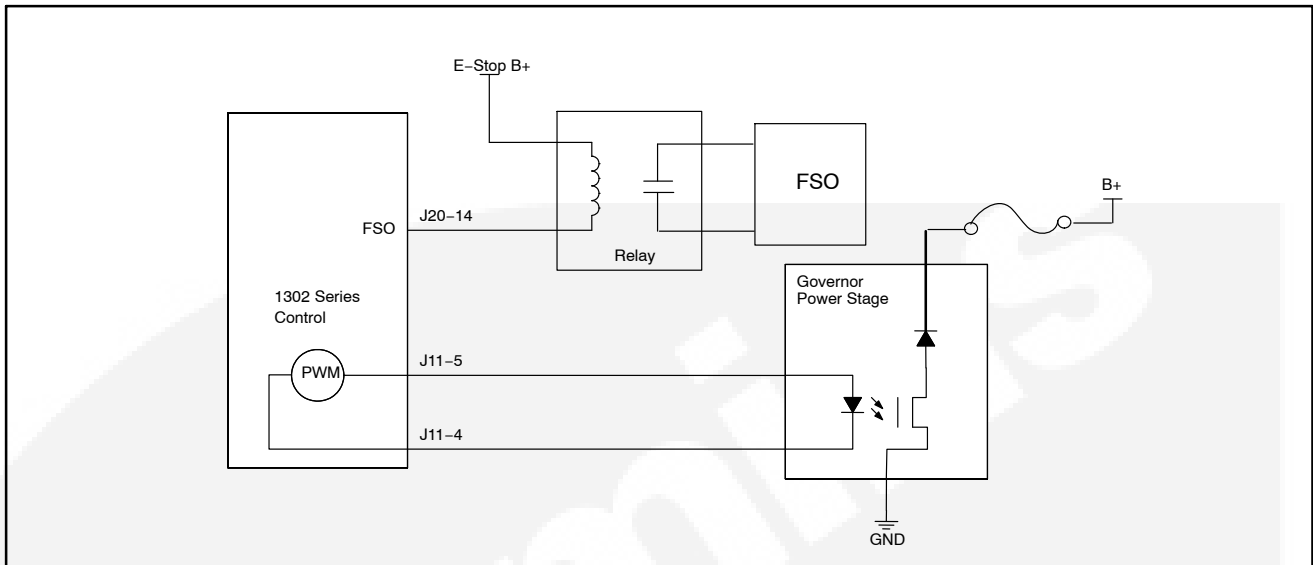 E−Stop B+
FSO
B+
FSO
J20−14
Relay
Governor
Power Stage
1302 Series
Control
J11−5
PWM
J11−4
GND